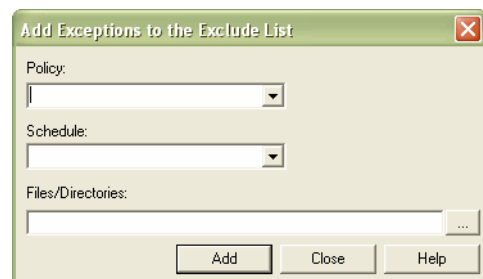 Add Exceptions to the Exclude List
Policy:
Schedule:
Files/Directories:
...
Add Close Help